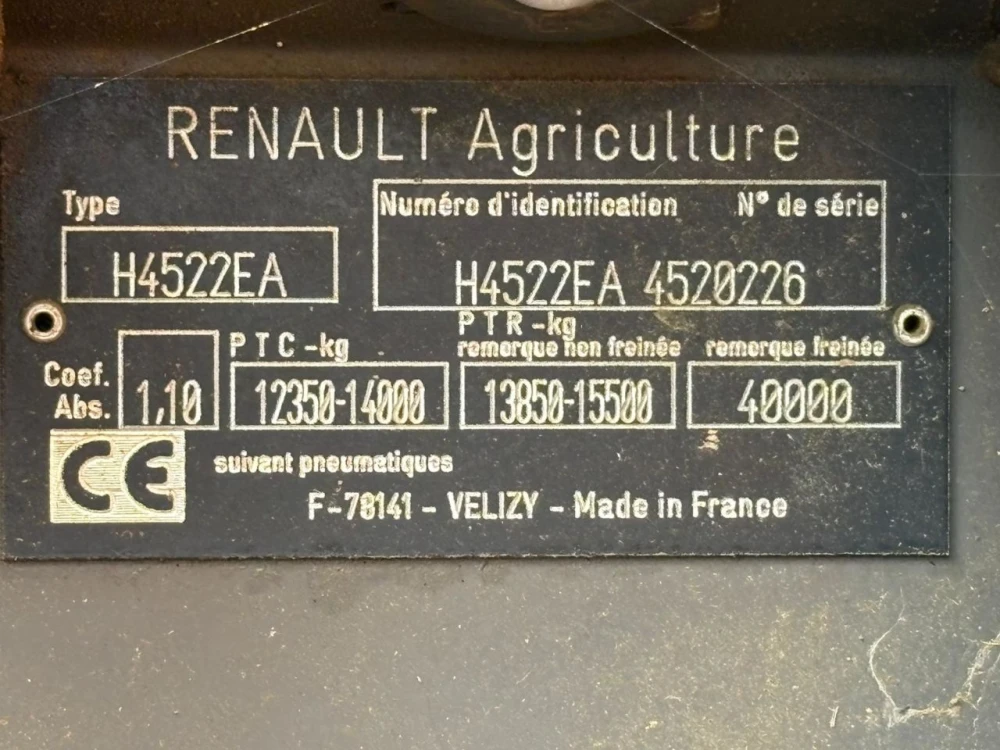 RENAULT Agriculture
Type
Numéro d'identification N° de série
H4522EA
H4522EA 4520226
PTC-kg
PTR-kg
remorque non freinée remorque freinée
Coef. Abs.
1,10
12350-14000
13850-15500
40000
CE
suivant pneumatiques
F-78141 - VELIZY - Made in France